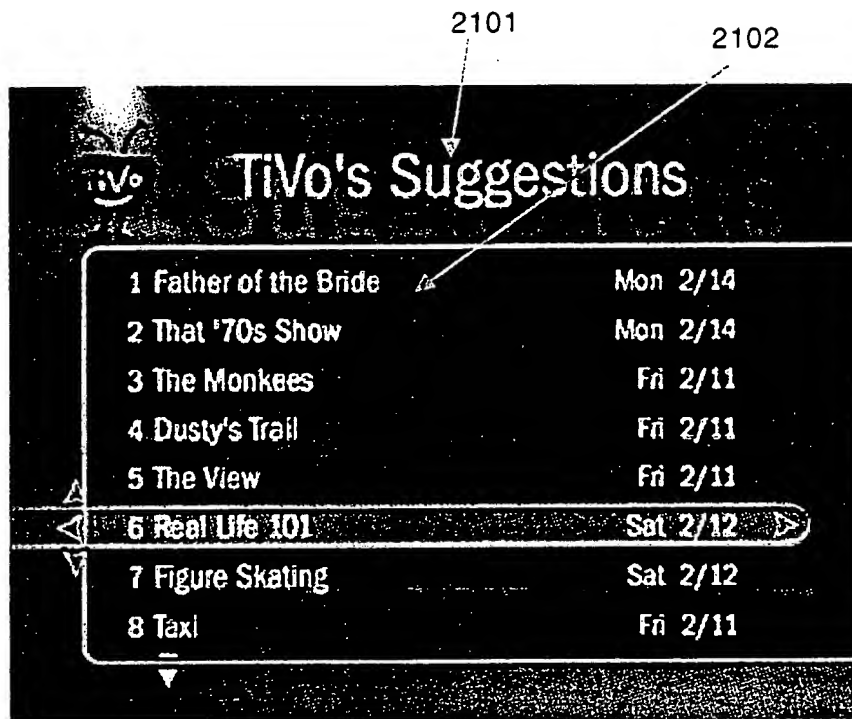 2101
2102
TiVo
TiVo's Suggestions
1 Father of the Bride Mon 2/14
2 That '70s Show Mon 2/14
3 The Monkees Fri 2/11
4 Dusty's Trail Fri 2/11
5 The View Fri 2/11
6 Real Life 101 Sat 2/12
7 Figure Skating Sat 2/12
8 Taxi Fri 2/11